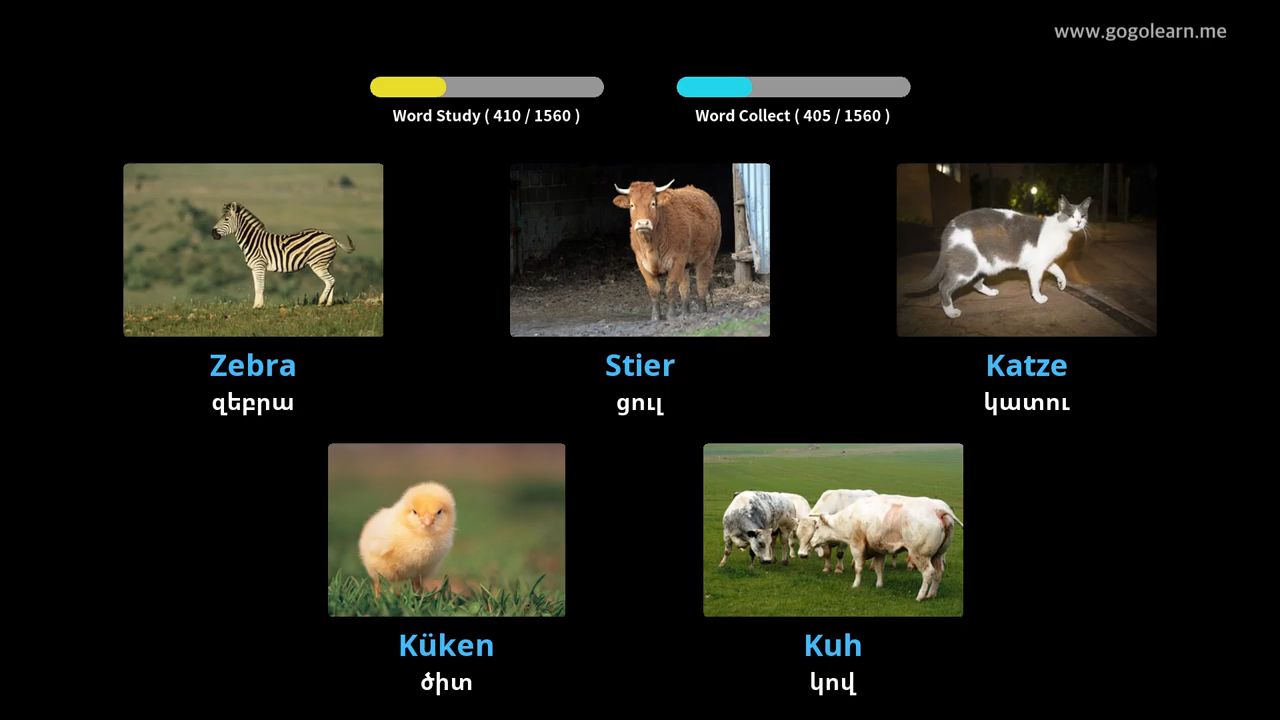 www.gogolearn.me
Word Study ( 410 / 1560 )
Word Collect ( 405 / 1560 )
Zebra
զեբրա
Stier
ցուլ
Katze
կատու
Küken
ծիտ
Kuh
կով